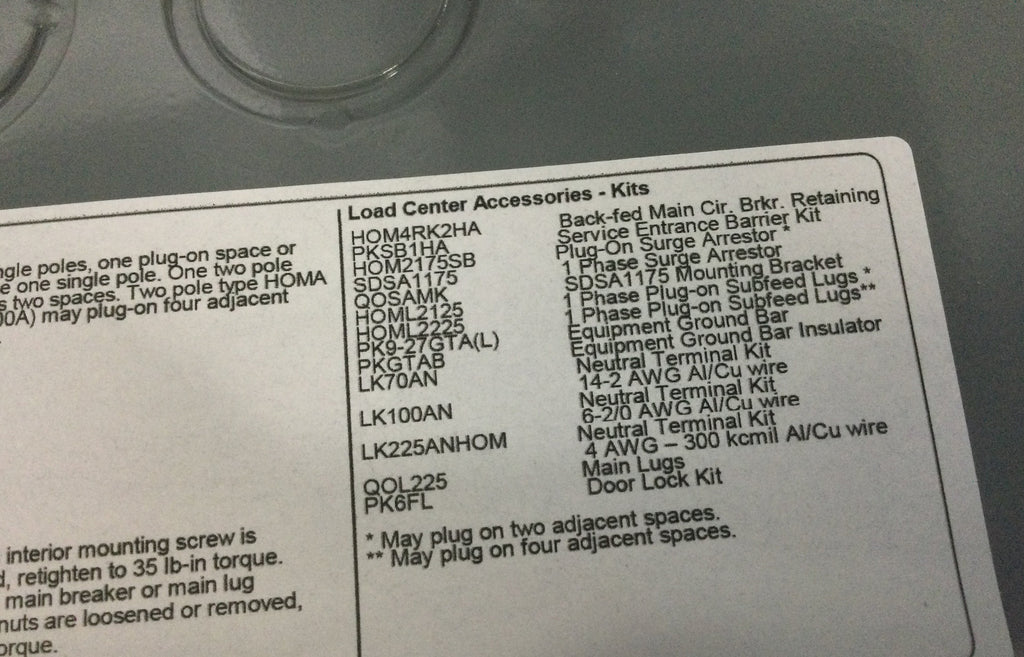 ngle poles, one plug-on space or
e one single pole. One two pole
s two spaces. Two pole type HOMA
00A) may plug-on four adjacent
interior mounting screw is
d, retighten to 35 lb-in torque.
main breaker or main lug
nuts are loosened or removed,
orque.
Load Center Accessories - Kits
HOM4RK2HA Back-fed Main Cir. Brkr. Retaining
PKSB1HA Service Entrance Barrier Kit
HOM2175SB Plug-On Surge Arrestor *
SDSA1175 1 Phase Surge Arrestor
QOSAMK SDSA1175 Mounting Bracket
HOML2125 1 Phase Plug-on Subfeed Lugs *
HOML2225 1 Phase Plug-on Subfeed Lugs**
PK9-27GTA(L) Equipment Ground Bar
PKGTAB Equipment Ground Bar Insulator
LK70AN Neutral Terminal Kit
14-2 AWG Al/Cu wire
LK100AN Neutral Terminal Kit
6-2/0 AWG Al/Cu wire
LK225ANHOM Neutral Terminal Kit
4 AWG – 300 kcmil Al/Cu wire
QOL225 Main Lugs
PK6FL Door Lock Kit
* May plug on two adjacent spaces.
** May plug on four adjacent spaces.